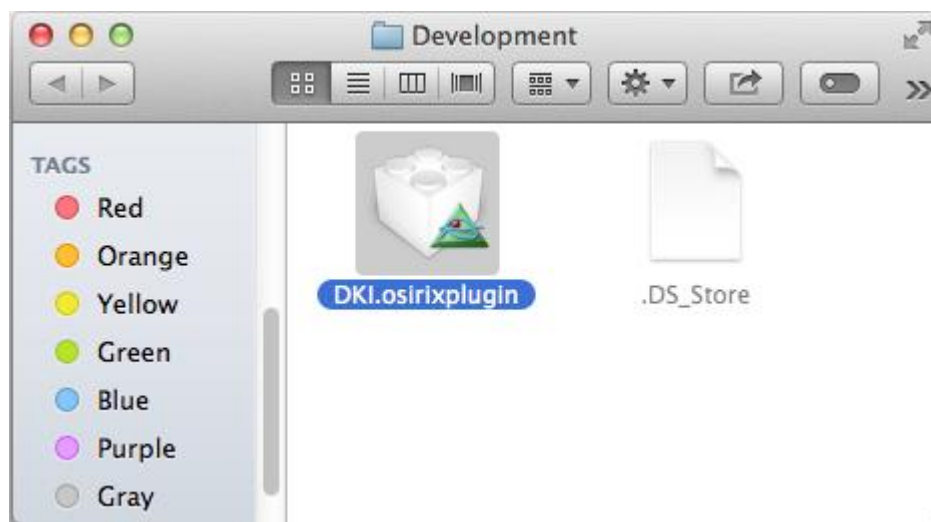 Development
TAGS
Red
Orange
Yellow
Green
Blue
Purple
Gray
DKI.osirixplugin
.DS_Store